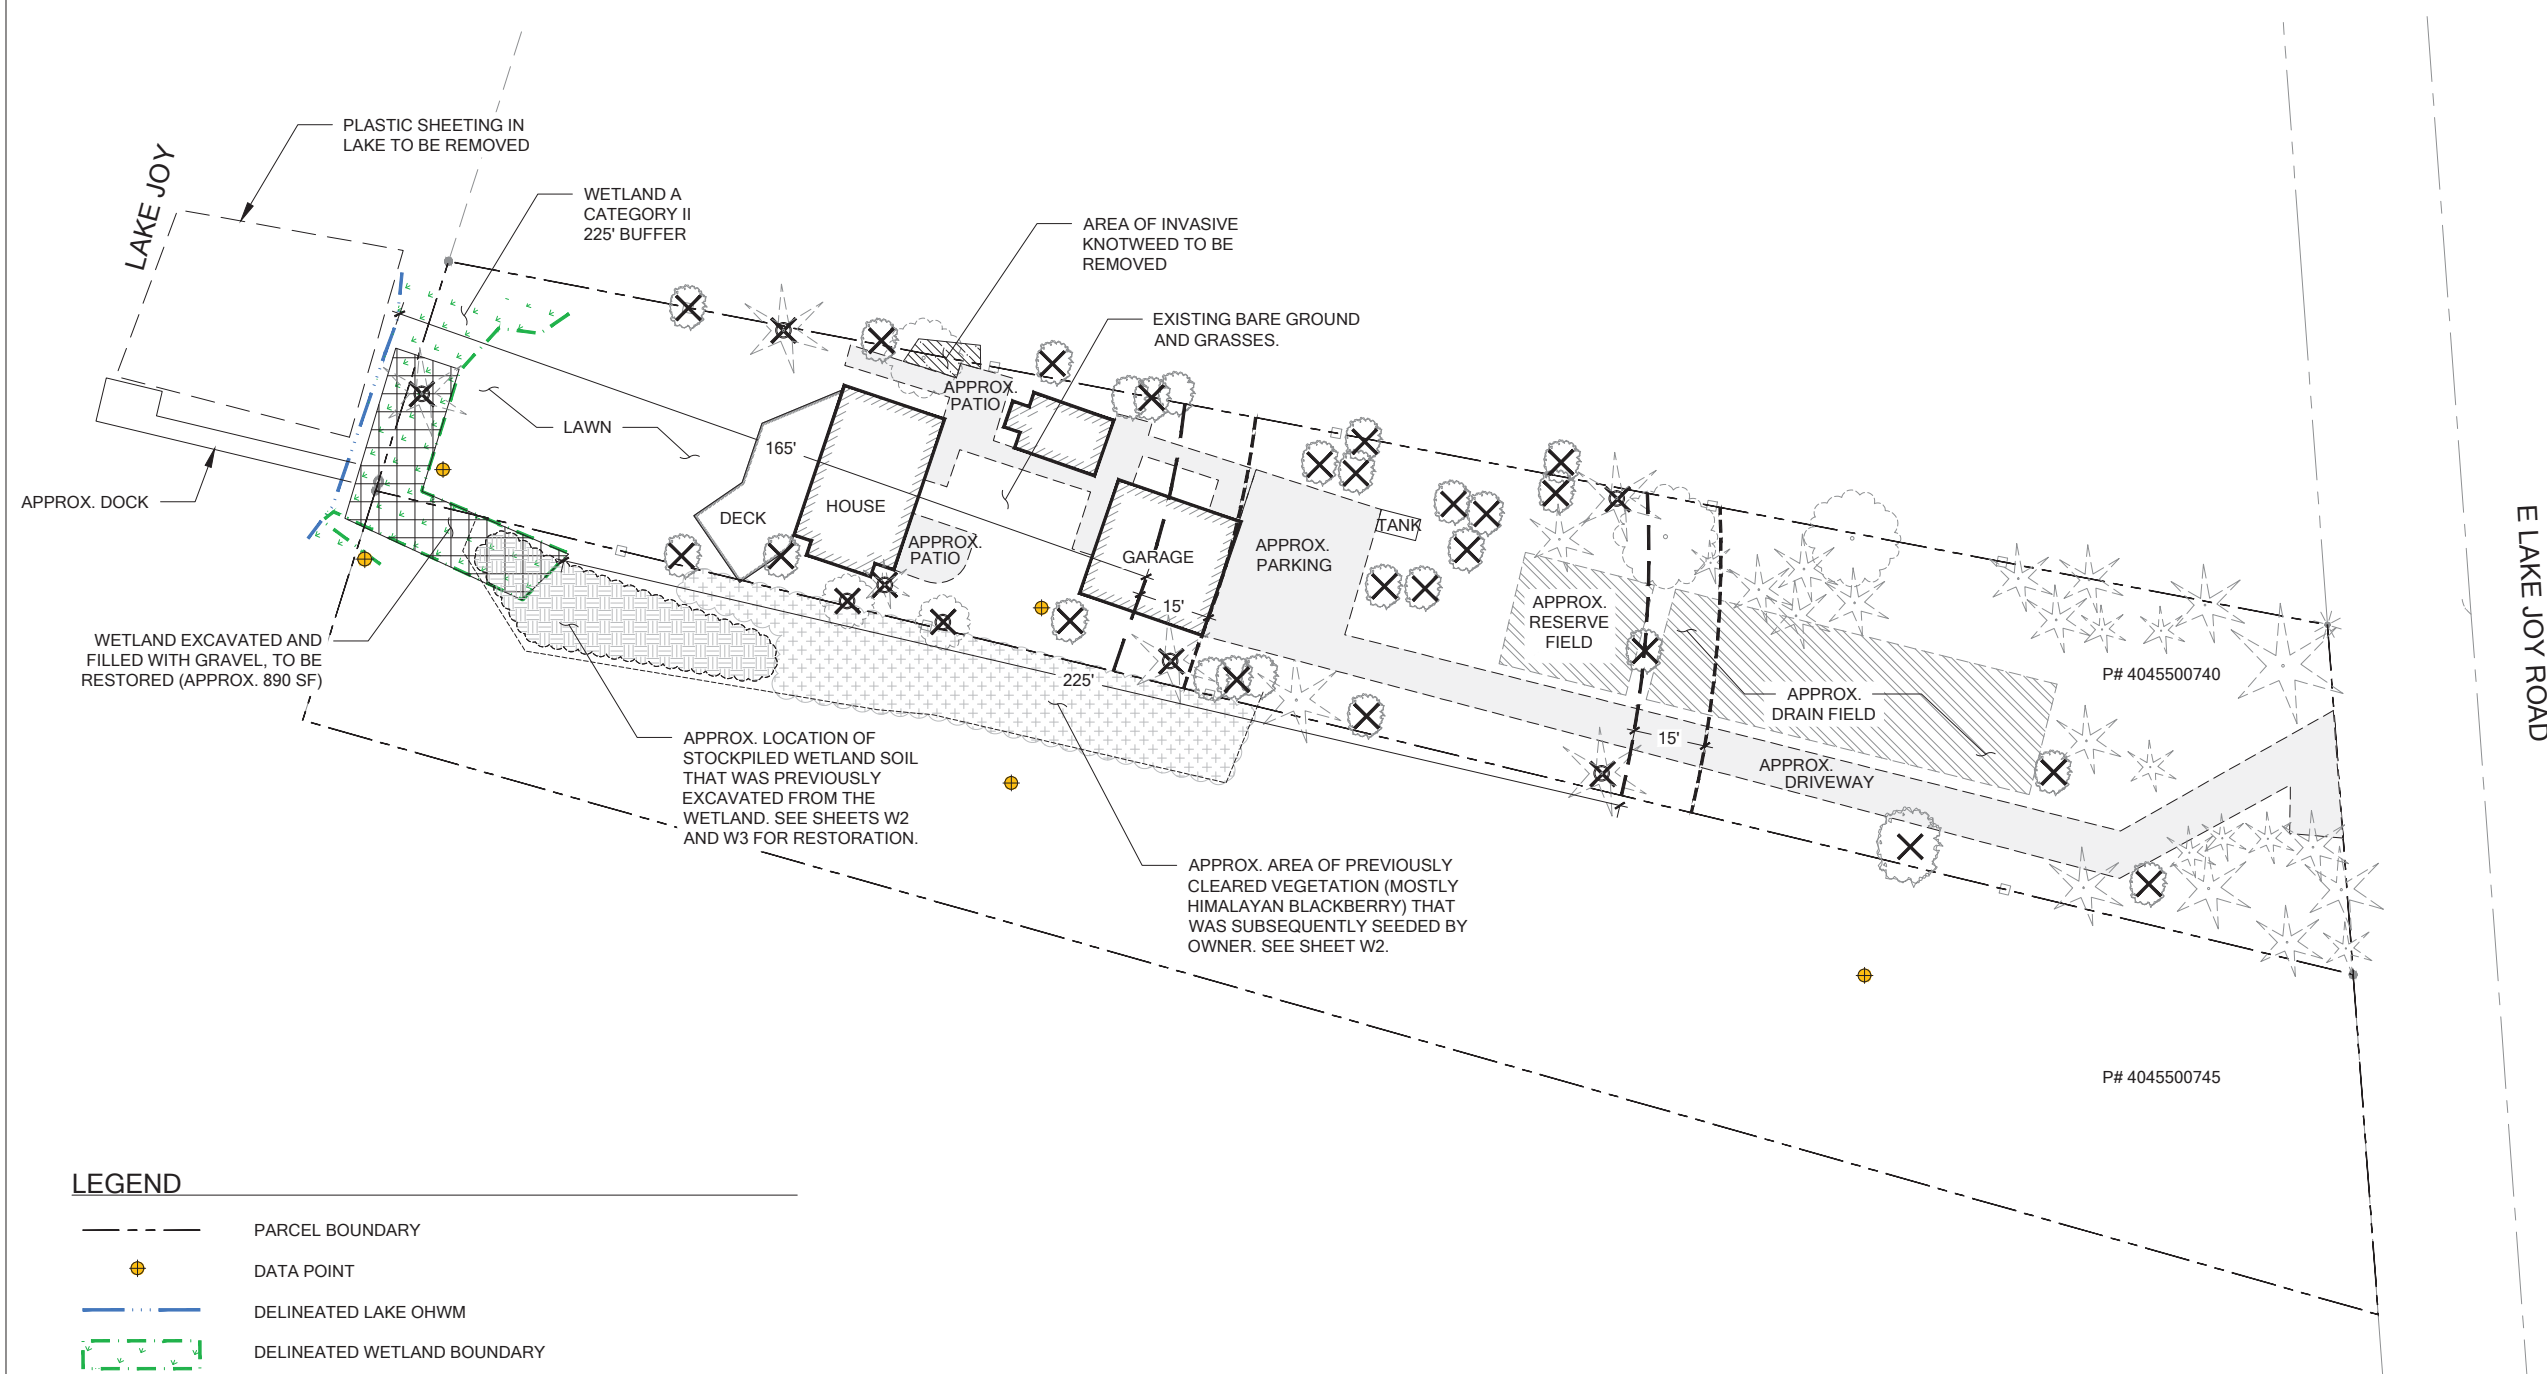 PLASTIC SHEETING IN
LAKE TO BE REMOVED
LAKE JOY
WETLAND A
CATEGORY II
225' BUFFER
AREA OF INVASIVE
KNOTWEED TO BE
REMOVED
EXISTING BARE GROUND
AND GRASSES.
APPROX.
PATIO
LAWN
165'
APPROX. DOCK
DECK
HOUSE
APPROX.
PATIO
GARAGE
15'
APPROX.
PARKING
TANK
APPROX.
RESERVE
FIELD
E LAKE JOY ROAD
WETLAND EXCAVATED AND
FILLED WITH GRAVEL, TO BE
RESTORED (APPROX. 890 SF)
225'
P# 4045500740
APPROX.
DRAIN FIELD
15'
APPROX.
DRIVEWAY
APPROX. LOCATION OF
STOCKPILED WETLAND SOIL
THAT WAS PREVIOUSLY
EXCAVATED FROM THE
WETLAND. SEE SHEETS W2
AND W3 FOR RESTORATION.
APPROX. AREA OF PREVIOUSLY
CLEARED VEGETATION (MOSTLY
HIMALAYAN BLACKBERRY) THAT
WAS SUBSEQUENTLY SEEDED BY
OWNER. SEE SHEET W2.
P# 4045500745
LEGEND
PARCEL BOUNDARY
DATA POINT
DELINEATED LAKE OHWM
DELINEATED WETLAND BOUNDARY